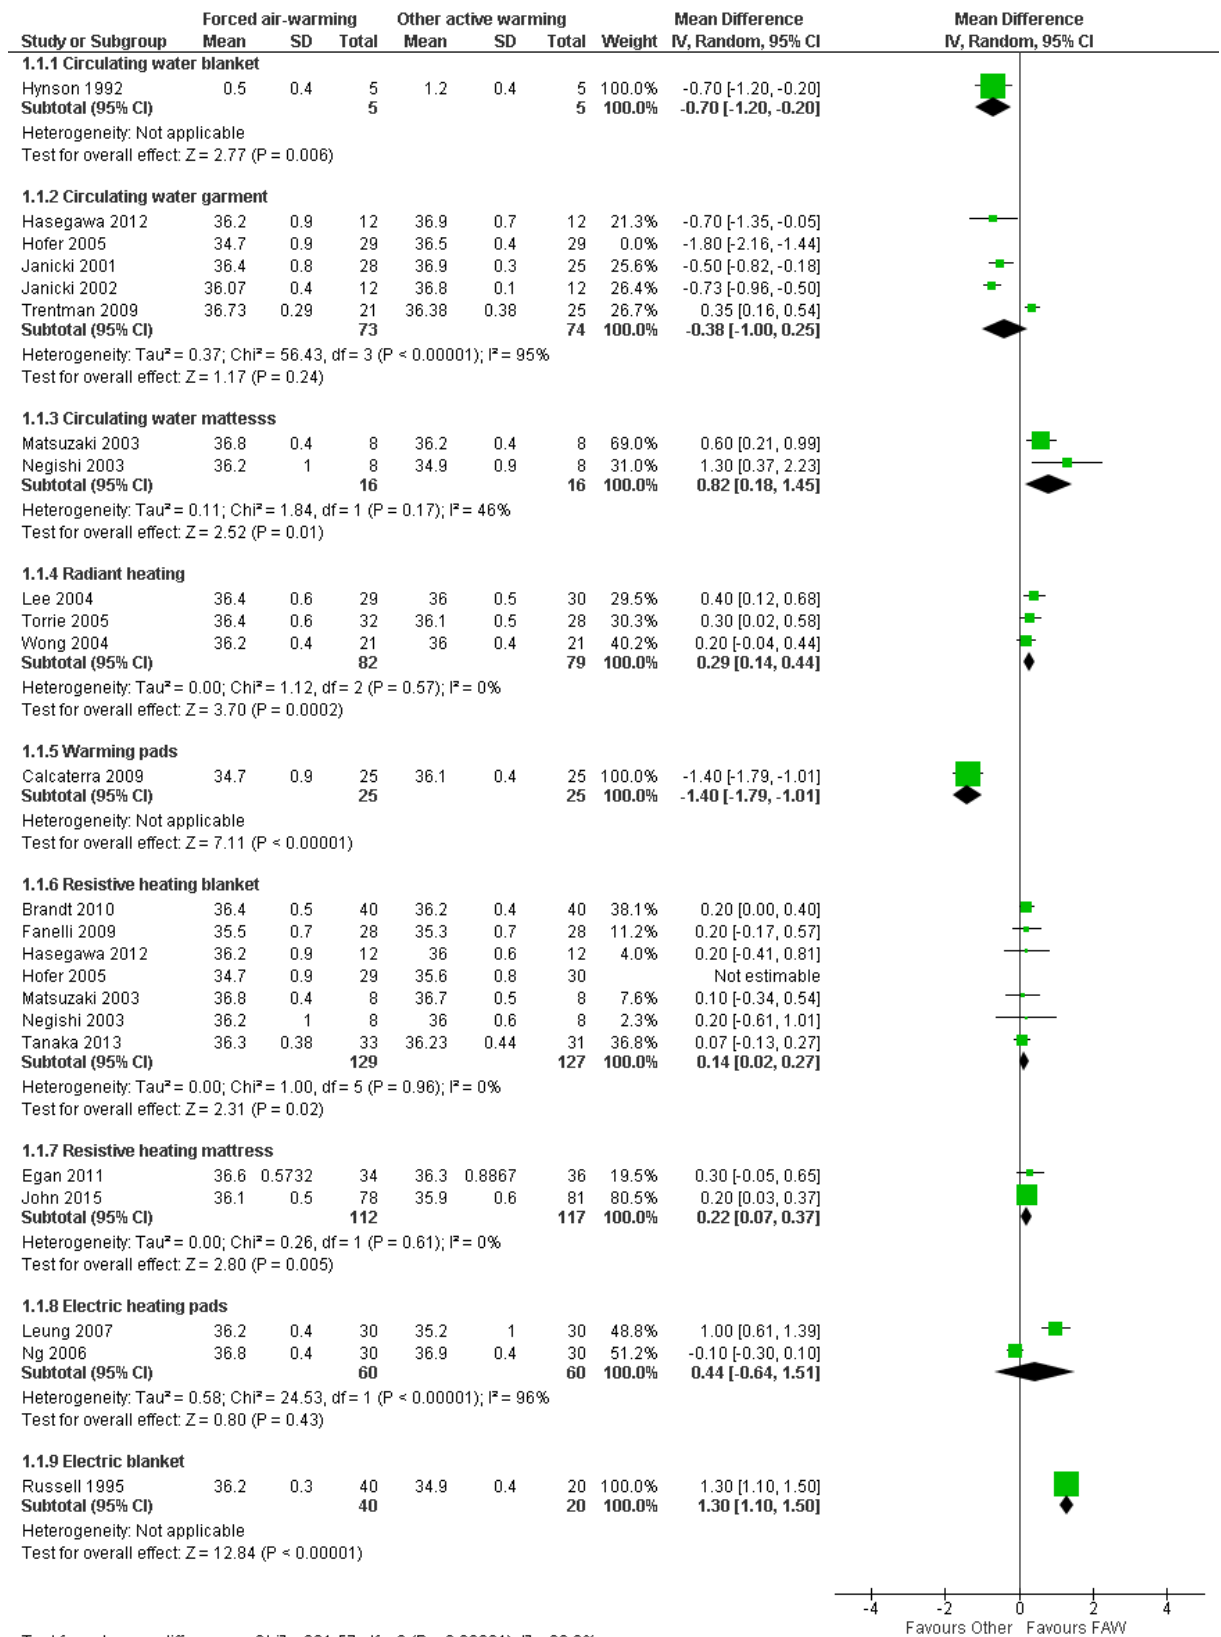 Forced air-warming Other active warming Mean Difference Mean Difference
Study or Subgroup Mean SD Total Mean SD Total Weight IV, Random, 95% CI IV, Random, 95% CI
1.1.1 Circulating water blanket
Hynson 1992 0.5 0.4 5 1.2 0.4 5 100.0% -0.70 [-1.20, -0.20]
Subtotal (95% CI) 5 5 100.0% -0.70 [-1.20, -0.20]
Heterogeneity: Not applicable
Test for overall effect: Z = 2.77 (P = 0.006)
1.1.2 Circulating water garment
Hasegawa 2012 36.2 0.9 12 36.9 0.7 12 21.3% -0.70 [-1.35, -0.05]
Hofer 2005 34.7 0.9 29 36.5 0.4 29 0.0% -1.80 [-2.16, -1.44]
Janicki 2001 36.4 0.8 28 36.9 0.3 25 25.6% -0.50 [-0.82, -0.18]
Janicki 2002 36.07 0.4 12 36.8 0.1 12 26.4% -0.73 [-0.96, -0.50]
Trentman 2009 36.73 0.29 21 36.38 0.38 25 26.7% 0.35 [0.16, 0.54]
Subtotal (95% CI) 73 74 100.0% -0.38 [-1.00, 0.25]
Heterogeneity: Tau² = 0.37; Chi² = 56.43, df = 3 (P < 0.00001); I² = 95%
Test for overall effect: Z = 1.17 (P = 0.24)
1.1.3 Circulating water mattesss
Matsuzaki 2003 36.8 0.4 8 36.2 0.4 8 69.0% 0.60 [0.21, 0.99]
Negishi 2003 36.2 1 8 34.9 0.9 8 31.0% 1.30 [0.37, 2.23]
Subtotal (95% CI) 16 16 100.0% 0.82 [0.18, 1.45]
Heterogeneity: Tau² = 0.11; Chi² = 1.84, df = 1 (P = 0.17); I² = 46%
Test for overall effect: Z = 2.52 (P = 0.01)
1.1.4 Radiant heating
Lee 2004 36.4 0.6 29 36 0.5 30 29.5% 0.40 [0.12, 0.68]
Torrie 2005 36.4 0.6 32 36.1 0.5 28 30.3% 0.30 [0.02, 0.58]
Wong 2004 36.2 0.4 21 36 0.4 21 40.2% 0.20 [-0.04, 0.44]
Subtotal (95% CI) 82 79 100.0% 0.29 [0.14, 0.44]
Heterogeneity: Tau² = 0.00; Chi² = 1.12, df = 2 (P = 0.57); I² = 0%
Test for overall effect: Z = 3.70 (P = 0.0002)
1.1.5 Warming pads
Calcaterra 2009 34.7 0.9 25 36.1 0.4 25 100.0% -1.40 [-1.79, -1.01]
Subtotal (95% CI) 25 25 100.0% -1.40 [-1.79, -1.01]
Heterogeneity: Not applicable
Test for overall effect: Z = 7.11 (P < 0.00001)
1.1.6 Resistive heating blanket
Brandt 2010 36.4 0.5 40 36.2 0.4 40 38.1% 0.20 [0.00, 0.40]
Fanelli 2009 35.5 0.7 28 35.3 0.7 28 11.2% 0.20 [-0.17, 0.57]
Hasegawa 2012 36.2 0.9 12 36 0.6 12 4.0% 0.20 [-0.41, 0.81]
Hofer 2005 34.7 0.9 29 35.6 0.8 30 Not estimable
Matsuzaki 2003 36.8 0.4 8 36.7 0.5 8 7.6% 0.10 [-0.34, 0.54]
Negishi 2003 36.2 1 8 36 0.6 8 2.3% 0.20 [-0.61, 1.01]
Tanaka 2013 36.3 0.38 33 36.23 0.44 31 36.8% 0.07 [-0.13, 0.27]
Subtotal (95% CI) 129 127 100.0% 0.14 [0.02, 0.27]
Heterogeneity: Tau² = 0.00; Chi² = 1.00, df = 5 (P = 0.96); I² = 0%
Test for overall effect: Z = 2.31 (P = 0.02)
1.1.7 Resistive heating mattress
Egan 2011 36.6 0.5732 34 36.3 0.8867 36 19.5% 0.30 [-0.05, 0.65]
John 2015 36.1 0.5 78 35.9 0.6 81 80.5% 0.20 [0.03, 0.37]
Subtotal (95% CI) 112 117 100.0% 0.22 [0.07, 0.37]
Heterogeneity: Tau² = 0.00; Chi² = 0.26, df = 1 (P = 0.61); I² = 0%
Test for overall effect: Z = 2.80 (P = 0.005)
1.1.8 Electric heating pads
Leung 2007 36.2 0.4 30 35.2 1 30 48.8% 1.00 [0.61, 1.39]
Ng 2006 36.8 0.4 30 36.9 0.4 30 51.2% -0.10 [-0.30, 0.10]
Subtotal (95% CI) 60 60 100.0% 0.44 [-0.64, 1.51]
Heterogeneity: Tau² = 0.58; Chi² = 24.53, df = 1 (P < 0.00001); I² = 96%
Test for overall effect: Z = 0.80 (P = 0.43)
1.1.9 Electric blanket
Russell 1995 36.2 0.3 40 34.9 0.4 20 100.0% 1.30 [1.10, 1.50]
Subtotal (95% CI) 40 20 100.0% 1.30 [1.10, 1.50]
Heterogeneity: Not applicable
Test for overall effect: Z = 12.84 (P < 0.00001)
-4 -2 0 2 4
Favours Other Favours FAW